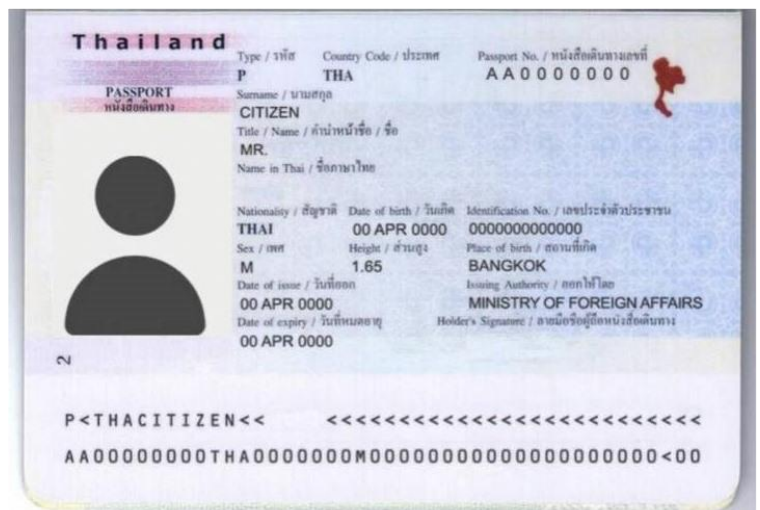 Thailand
PASSPORT
หนังสือเดินทาง
Type / รหัส Country Code / ประเทศ Passport No. / หนังสือเดินทางเลขที่
P THA AA0000000
Surname / นามสกุล
CITIZEN
Title / Name / คำนำหน้าชื่อ / ชื่อ
MR.
Name in Thai / ชื่อภาษาไทย
Nationality / สัญชาติ Date of birth / วันเกิด Identification No. / เลขประจำตัวประชาชน
THAI 00 APR 0000 0000000000000
Sex / เพศ Height / ส่วนสูง Place of birth / สถานที่เกิด
M 1.65 BANGKOK
Date of issue / วันที่ออก Issuing Authority / ออกให้โดย
00 APR 0000 MINISTRY OF FOREIGN AFFAIRS
Date of expiry / วันที่หมดอายุ Holder's Signature / ลายมือชื่อผู้ถือหนังสือเดินทาง
00 APR 0000
2
P<THACITIZEN<< <<<<<<<<<<<<<<<<<<<<<<<<<<
AA00000000THA0000000M00000000000000000000<00